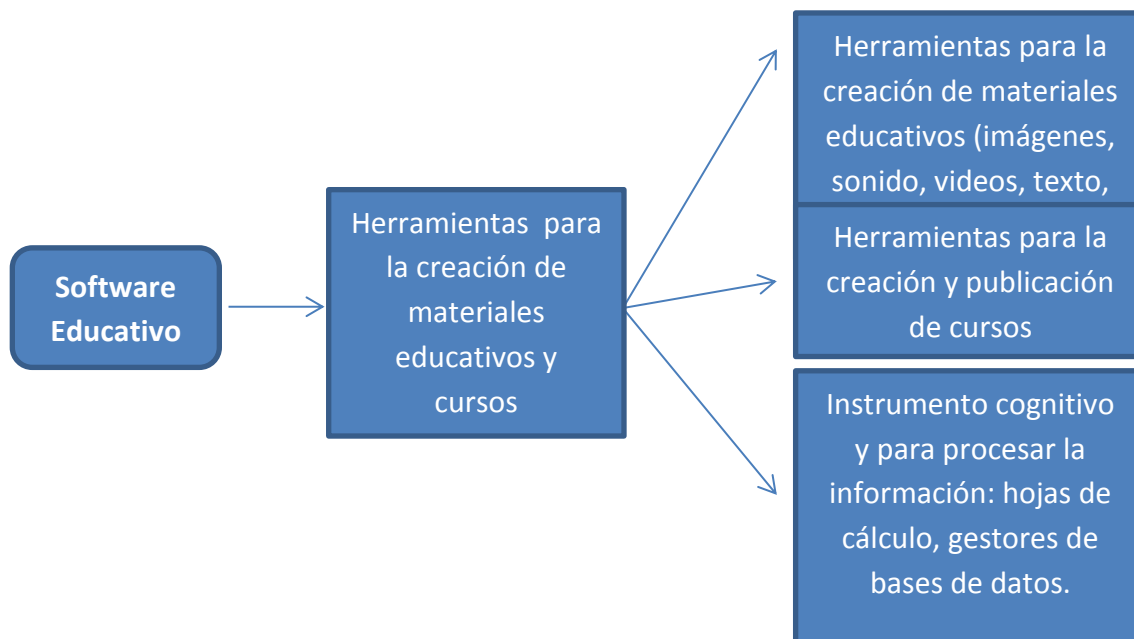 Software
Educativo
Herramientas para
la creación de
materiales
educativos y
cursos
Herramientas para la
creación de materiales
educativos (imágenes,
sonido, videos, texto,
Herramientas para la
creación y publicación
de cursos
Instrumento cognitivo
y para procesar la
información: hojas de
cálculo, gestores de
bases de datos.